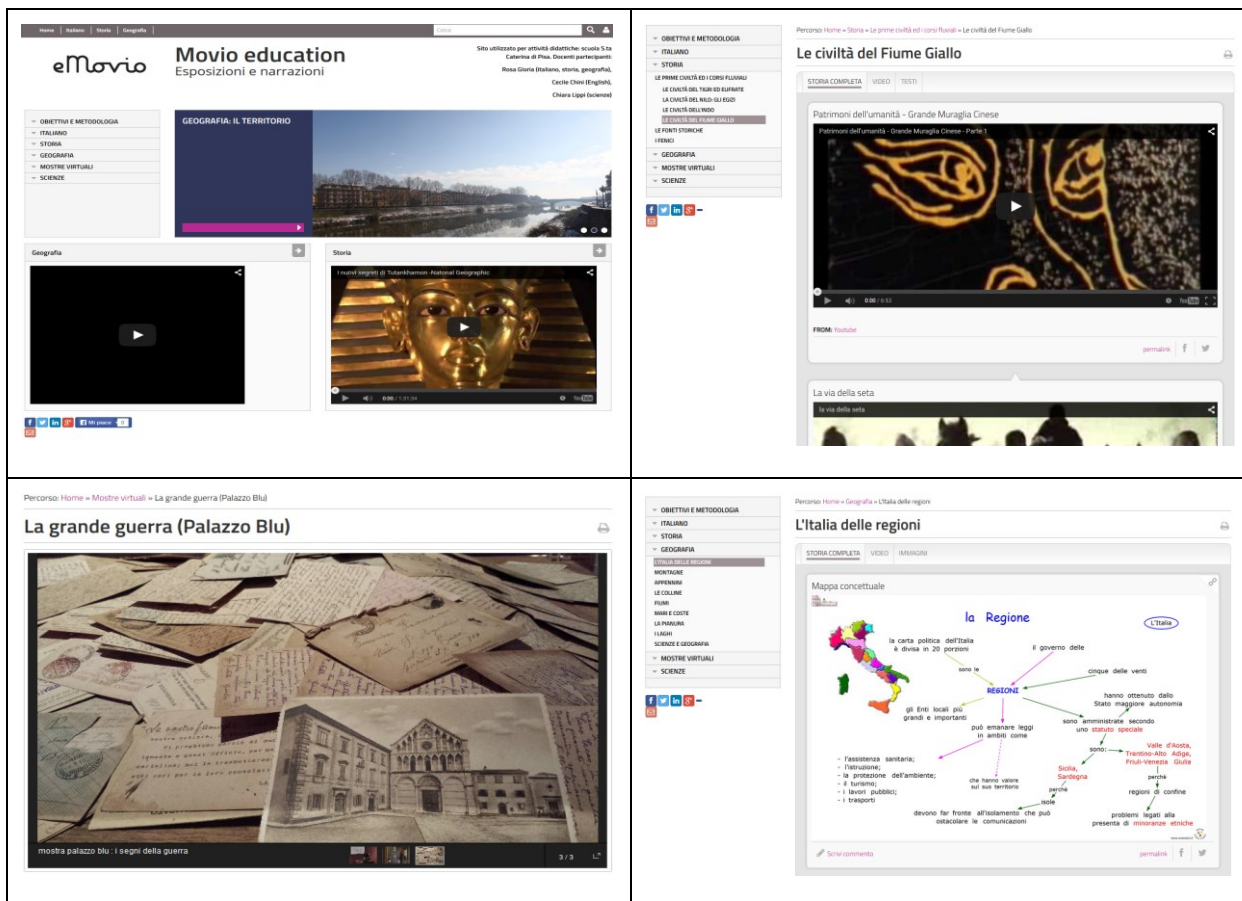 Home | Italiano | Storia | Geografia |
Cerca
eMovio
Movio education
Esposizioni e narrazioni
Sito utilizzato per attività didattiche: scuola S.ta
Caterina di Pisa. Docenti partecipanti:
Rosa Gloria (italiano, storia, geografia),
Cecile Chini (English),
Chiara Lippi (scienze)
OBIETTIVI E METODOLOGIA
ITALIANO
STORIA
GEOGRAFIA
MOSTRE VIRTUALI
SCIENZE
GEOGRAFIA: IL TERRITORIO
Geografia
Storia
I nuovi segreti di Tutankhamon -National Geographic
0:00 / 1:31:34
YouTube
Mi piace 0
OBIETTIVI E METODOLOGIA
ITALIANO
STORIA
LE PRIME CIVILTÀ ED I CORSI FLUVIALI
LE CIVILTÀ DEL TIGRI ED EUFRATE
LA CIVILTÀ DEL NILO: GLI EGIZI
LE CIVILTÀ DELL'INDO
LE CIVILTÀ DEL FIUME GIALLO
LE FONTI STORICHE
I FENICI
GEOGRAFIA
MOSTRE VIRTUALI
SCIENZE
Percorso: Home » Storia » Le prime civiltà ed i corsi fluviali » Le civiltà del Fiume Giallo
Le civiltà del Fiume Giallo
STORIA COMPLETA VIDEO TESTI
Patrimoni dell'umanità - Grande Muraglia Cinese
Patrimoni dell'umanità - Grande Muraglia Cinese - Parte 1
0:00 / 6:53
YouTube
FROM: Youtube
permalink
La via della seta
la via della seta
Percorso: Home » Mostre virtuali » La grande guerra (Palazzo Blu)
La grande guerra (Palazzo Blu)
mostra palazzo blu : i segni della guerra
3 / 3
OBIETTIVI E METODOLOGIA
ITALIANO
STORIA
GEOGRAFIA
L'ITALIA DELLE REGIONI
MONTAGNE
APPENNINI
LE COLLINE
FIUMI
MARI E COSTE
LA PIANURA
I LAGHI
SCIENZE E GEOGRAFIA
MOSTRE VIRTUALI
SCIENZE
Percorso: Home » Geografia » L'Italia delle regioni
L'Italia delle regioni
STORIA COMPLETA VIDEO IMMAGINI
Mappa concettuale
la Regione
L'Italia
la carta politica dell'Italia
è divisa in 20 porzioni
il governo delle
sono le
cinque delle venti
REGIONI
hanno ottenuto dallo
Stato maggiore autonomia
gli Enti locali più
grandi e importanti
può emanare leggi
in ambiti come
sono amministrate secondo
uno statuto speciale
sono:
Valle d'Aosta,
Trentino-Alto Adige,
Friuli-Venezia Giulia
Sicilia,
Sardegna
perchè
perchè
- l'assistenza sanitaria;
- l'istruzione;
- la protezione dell'ambiente;
- il turismo;
- i lavori pubblici;
- i trasporti
che hanno valore
sul suo territorio
isole
regioni di confine
devono far fronte all'isolamento che può
ostacolare le comunicazioni
problemi legati alla
presenta di minoranze etniche
Scrivi commento
permalink